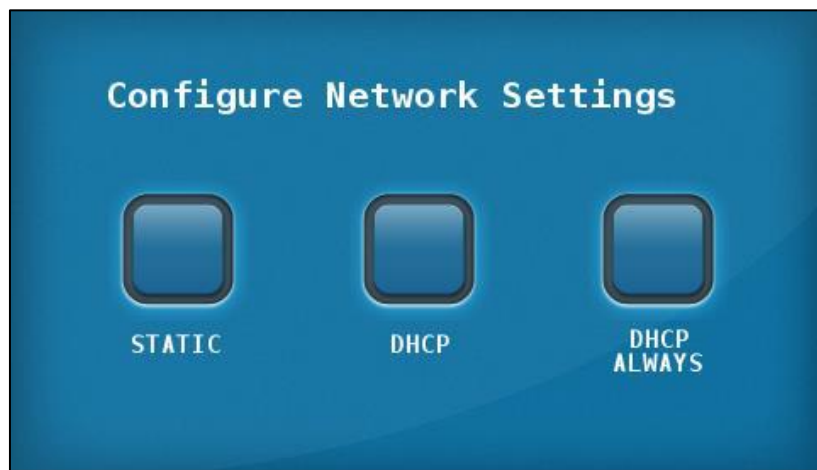 Configure Network Settings
STATIC
DHCP
DHCP
ALWAYS